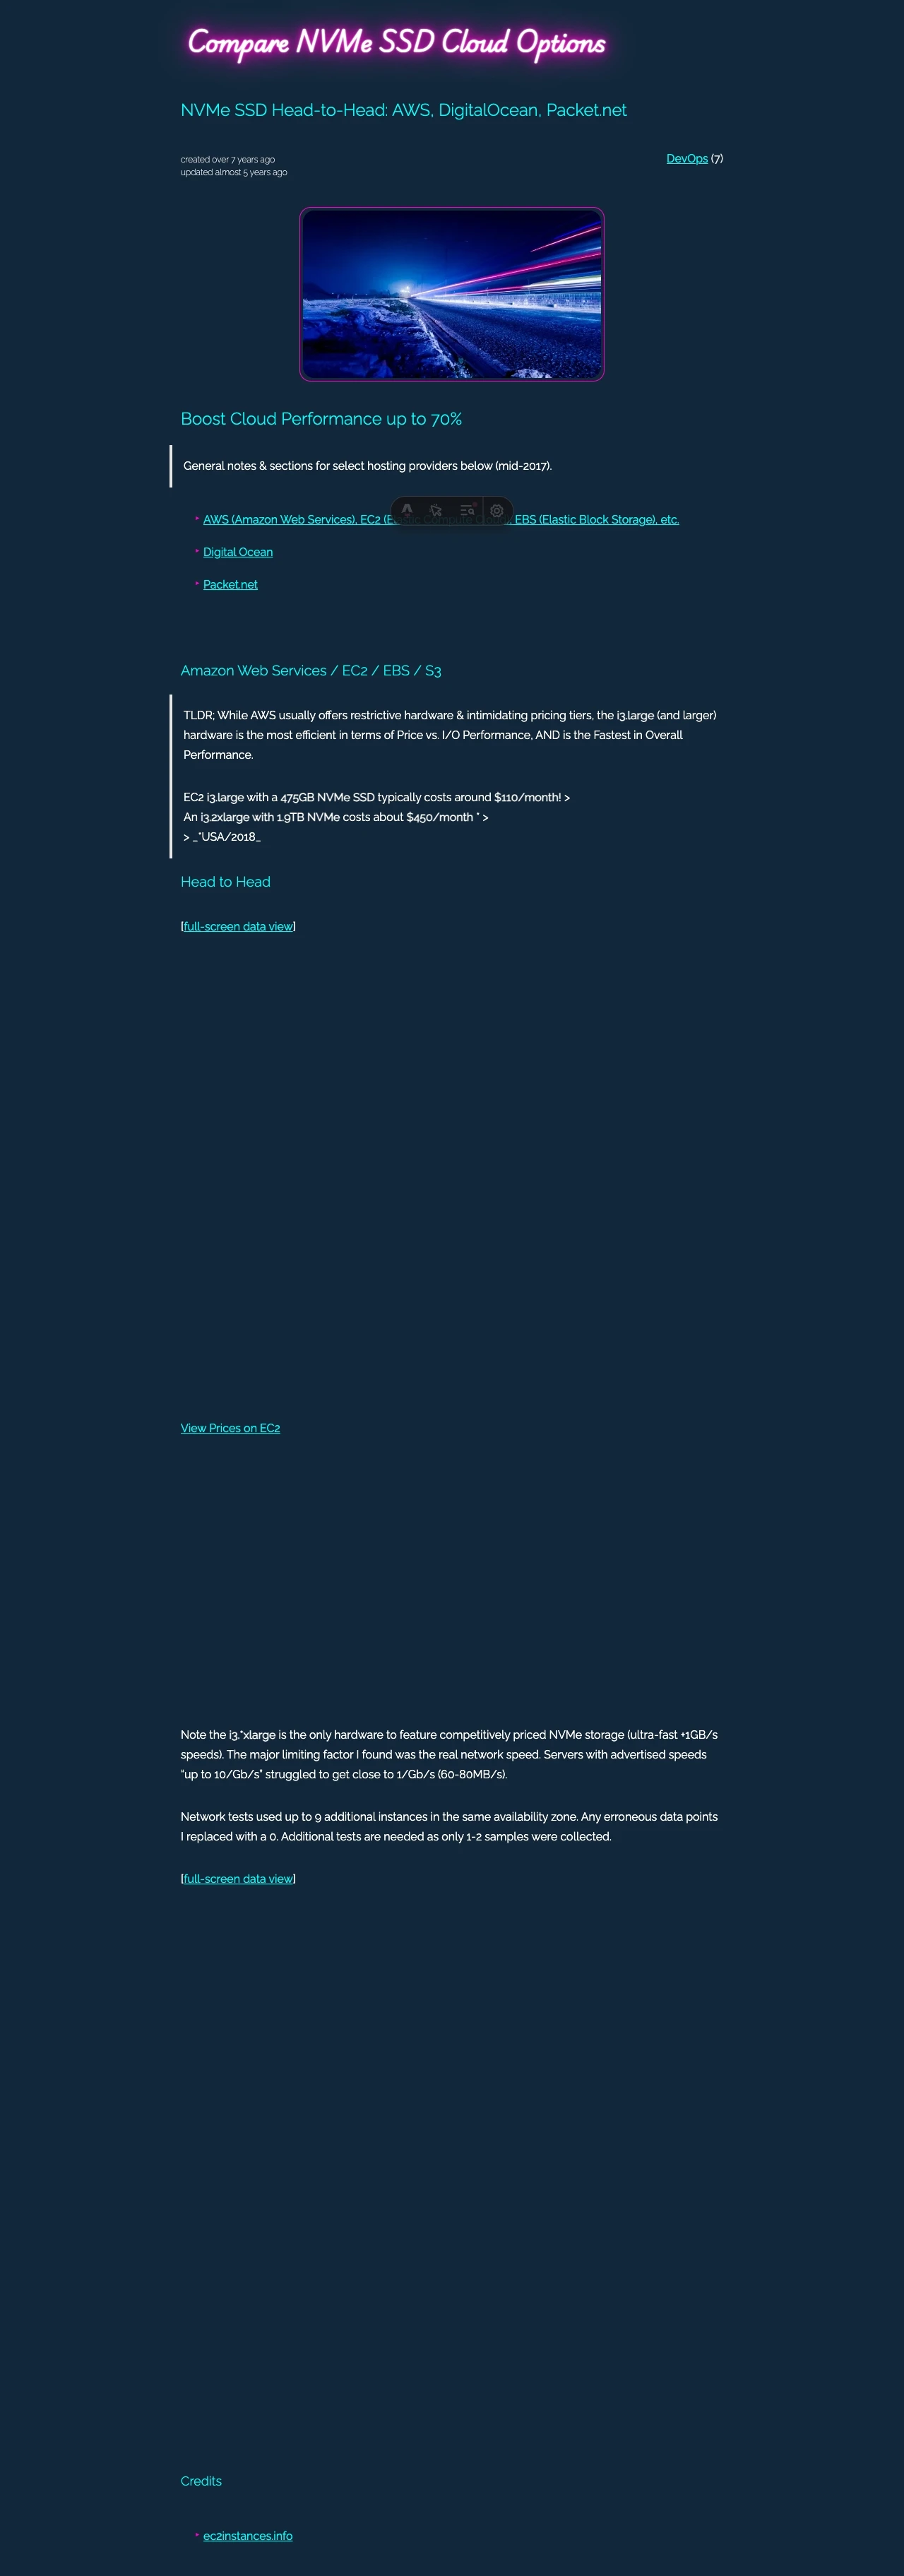 Compare NVMe SSD Cloud Options
NVMe SSD Head-to-Head: AWS, DigitalOcean, Packet.net
created over 7 years ago
updated almost 5 years ago
DevOps (7)
Boost Cloud Performance up to 70%
General notes & sections for select hosting providers below (mid-2017).
* AWS (Amazon Web Services), EC2 (Elastic Compute Cloud), EBS (Elastic Block Storage), etc.
* Digital Ocean
* Packet.net
Amazon Web Services / EC2 / EBS / S3
TLDR; While AWS usually offers restrictive hardware & intimidating pricing tiers, the i3.large (and larger)
hardware is the most efficient in terms of Price vs. I/O Performance, AND is the Fastest in Overall
Performance.
EC2 i3.large with a 475GB NVMe SSD typically costs around $110/month! >
An i3.2xlarge with 1.9TB NVMe costs about $450/month * >
> _*USA/2018_
Head to Head
[full-screen data view]
View Prices on EC2
Note the i3.*xlarge is the only hardware to feature competitively priced NVMe storage (ultra-fast +1GB/s
speeds). The major limiting factor I found was the real network speed. Servers with advertised speeds
"up to 10/Gb/s" struggled to get close to 1/Gb/s (60-80MB/s).
Network tests used up to 9 additional instances in the same availability zone. Any erroneous data points
I replaced with a 0. Additional tests are needed as only 1-2 samples were collected.
[full-screen data view]
Credits
* ec2instances.info